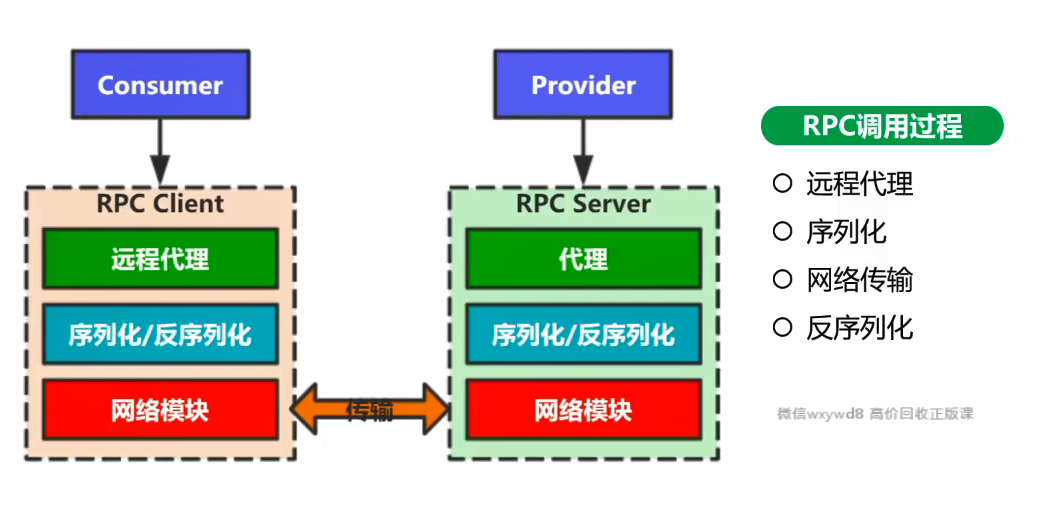 Consumer
Provider
RPC Client
远程代理
序列化/反序列化
网络模块
传输
RPC Server
代理
序列化/反序列化
网络模块
RPC调用过程
远程代理
序列化
网络传输
反序列化
微信wxywd8 高价回收正版课